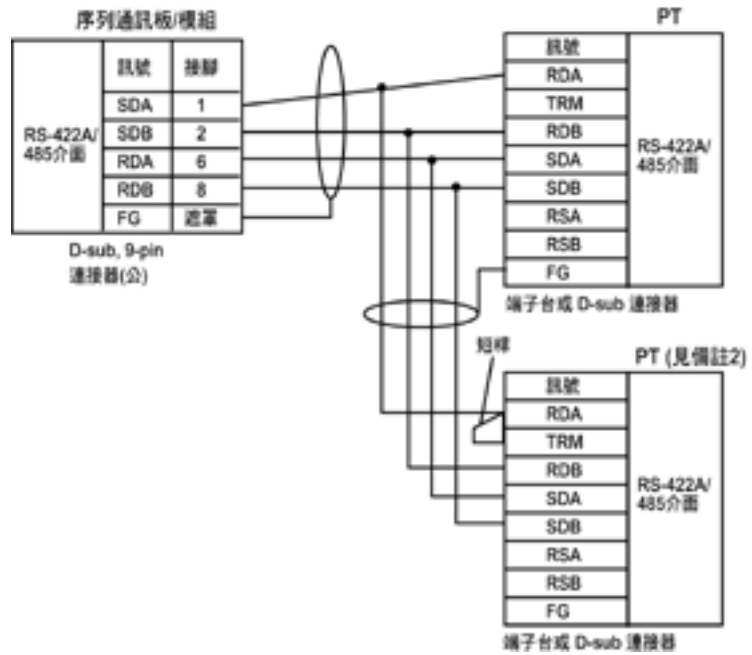 序列通訊板/模組
訊號 接腳
SDA 1
SDB 2
RDA 6
RDB 8
FG 遮罩
RS-422A/
485介面
D-sub, 9-pin
連接器(公)
PT
訊號
RDA
TRM
RDB
SDA
SDB
RSA
RSB
FG
RS-422A/
485介面
端子台或 D-sub 連接器
短桿
PT (見備註2)
訊號
RDA
TRM
RDB
SDA
SDB
RSA
RSB
FG
RS-422A/
485介面
端子台或 D-sub 連接器